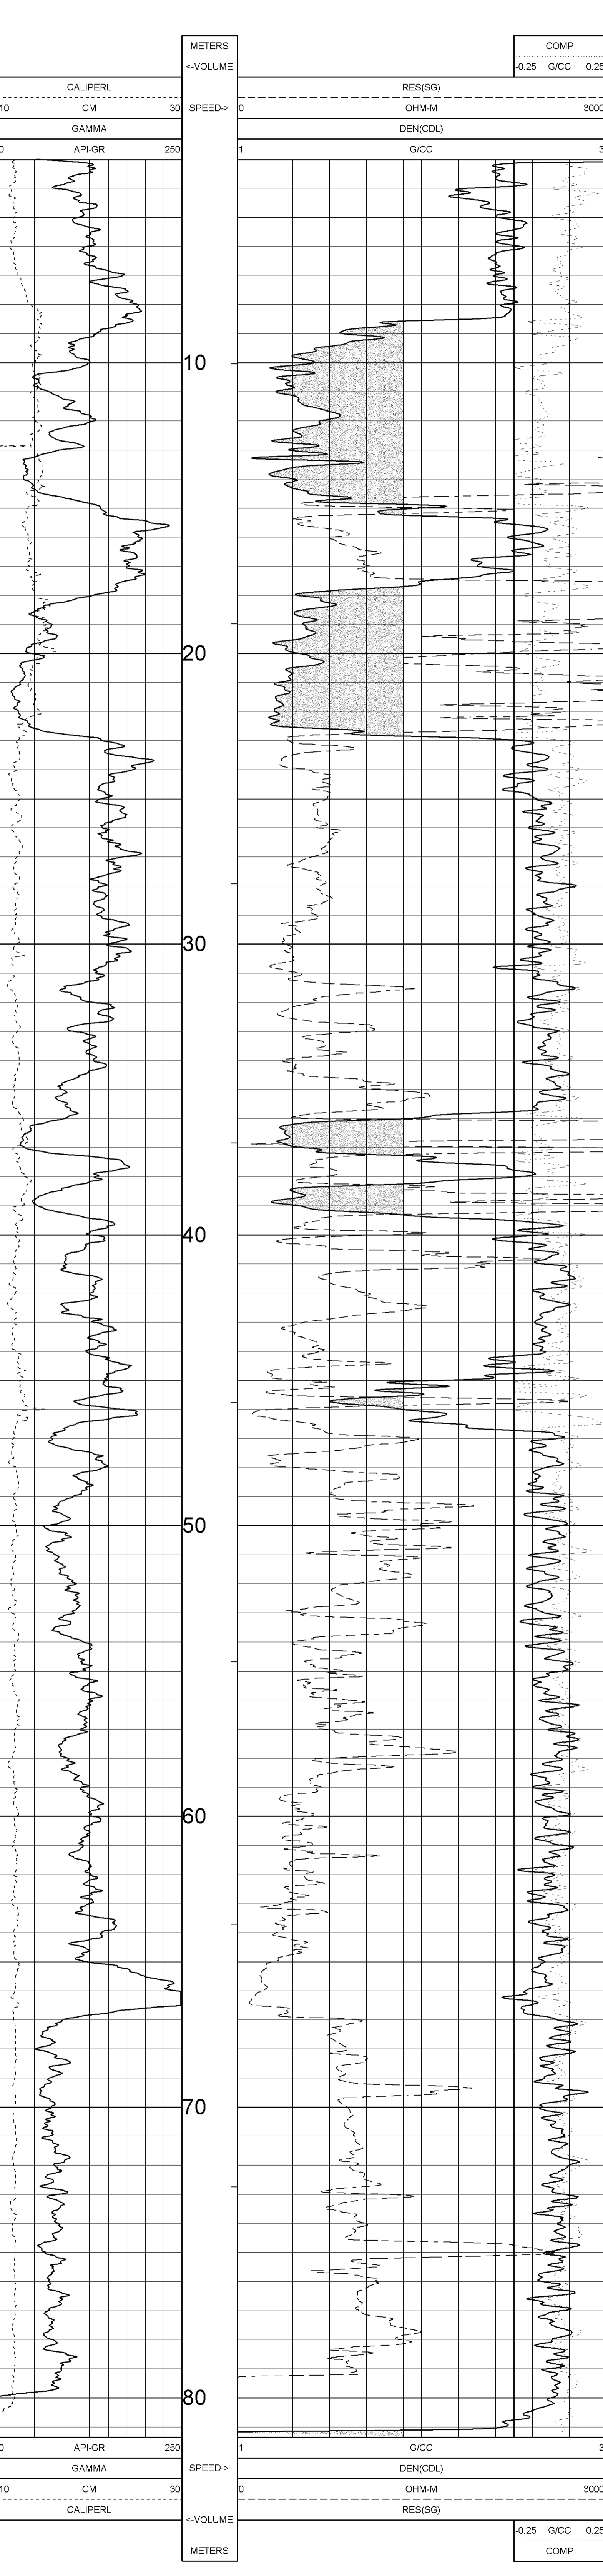 METERS
COMP
<-VOLUME
-0.25 G/CC 0.25
CALIPERL
RES(SG)
10 CM 30
SPEED->
0 OHM-M 3000
GAMMA
DEN(CDL)
0 API-GR 250
1 G/CC 3
10
20
30
40
50
60
70
80
0 API-GR 250
1 G/CC 3
GAMMA
SPEED->
DEN(CDL)
10 CM 30
0 OHM-M 3000
CALIPERL
<-VOLUME
RES(SG)
-0.25 G/CC 0.25
METERS
COMP